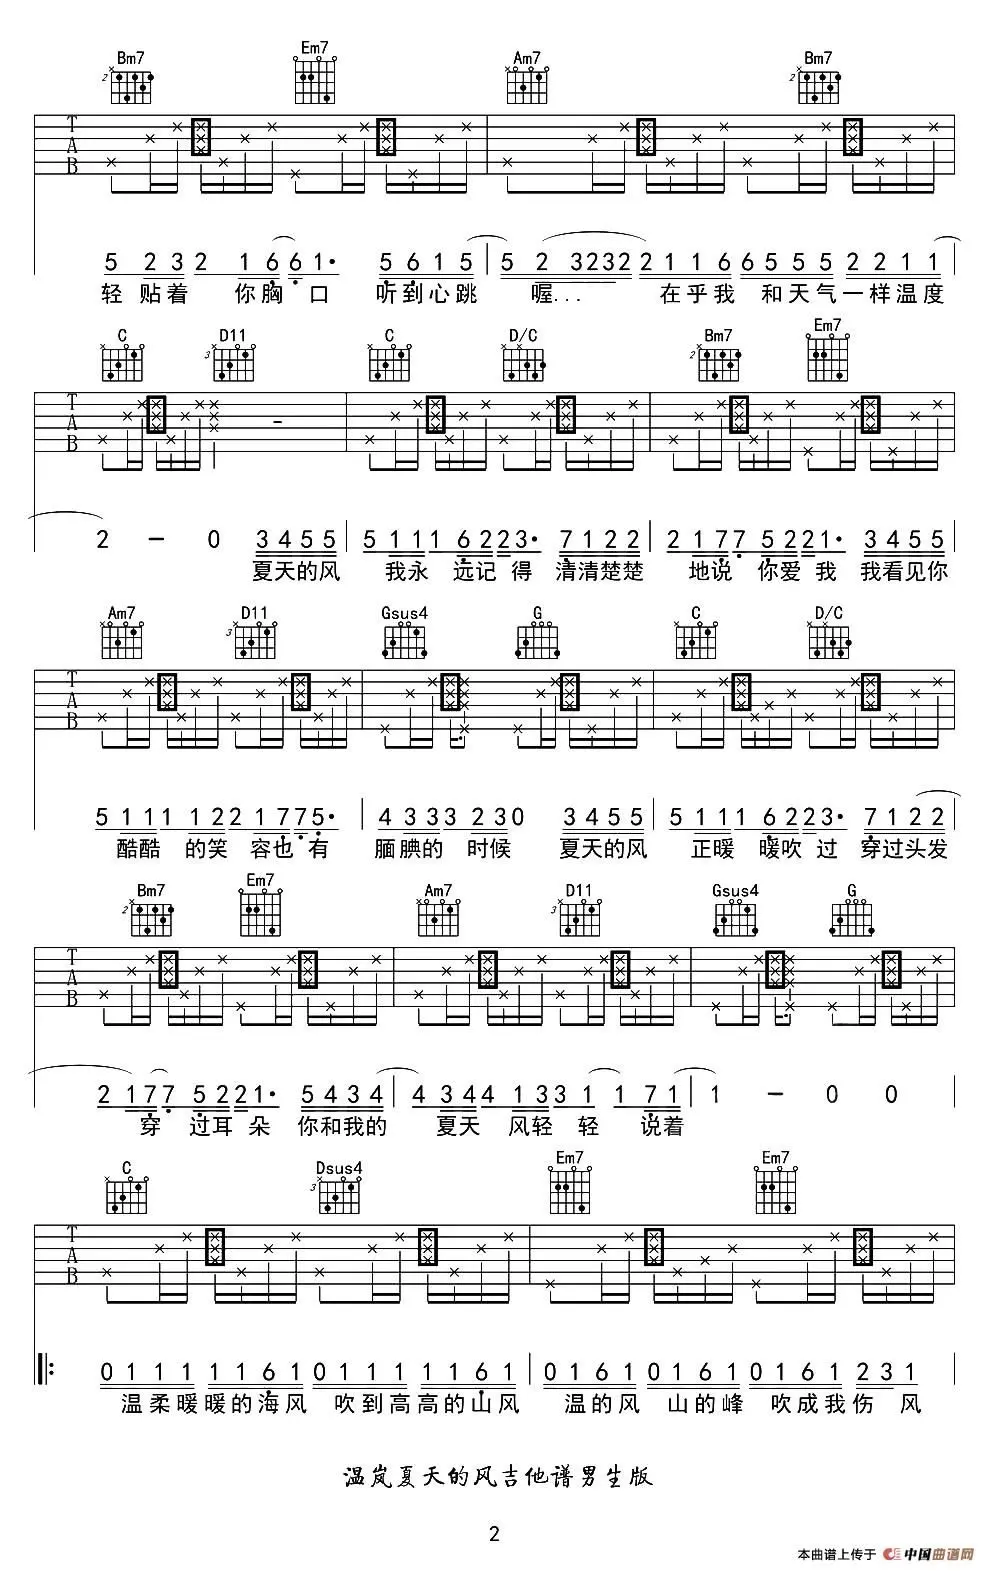 Bm7 Em7 Am7 Bm7
T A B
5 2 3 2 1 6 6 1· 5 6 1 5 5 2 3 2 3 2 2 1 1 6 6 5 5 5 2 2 1 1
轻 贴着 你胸 口 听到心跳 喔... 在乎我 和天气一样温度
C D11 C D/C Bm7 Em7
T A B
2 — 0 3 4 5 5 5 1 1 1 6 2 2 3· 7 1 2 2 2 1 7 7 5 2 2 1· 3 4 5 5
夏天的风 我永 远记 得 清清楚楚 地说 你爱 我 我看见你
Am7 D11 Gsus4 G C D/C
T A B
5 1 1 1 1 2 2 1 7 7 5· 4 3 3 3 2 3 0 3 4 5 5 5 1 1 1 6 2 2 3· 7 1 2 2
酷酷 的笑 容也 有 腼腆的 时候 夏天的风 正暖 暖吹 过 穿过头发
Bm7 Em7 Am7 D11 Gsus4 G
T A B
2 1 7 7 5 2 2 1· 5 4 3 4 4 3 4 4 1 3 3 1 1 7 1 1 — 0 0
穿 过耳 朵 你和我的 夏天 风轻 轻 说着
C Dsus4 Em7 Em7
T A B
0 1 1 1 1 1 6 1 0 1 1 1 1 1 6 1 0 1 6 1 0 1 6 1 0 1 6 1 2 3 1
温柔暖暖的海风 吹到高高的山风 温的风 山的峰 吹成我伤 风
温岚夏天的风吉他谱男生版
2
本曲谱上传于 中国曲谱网